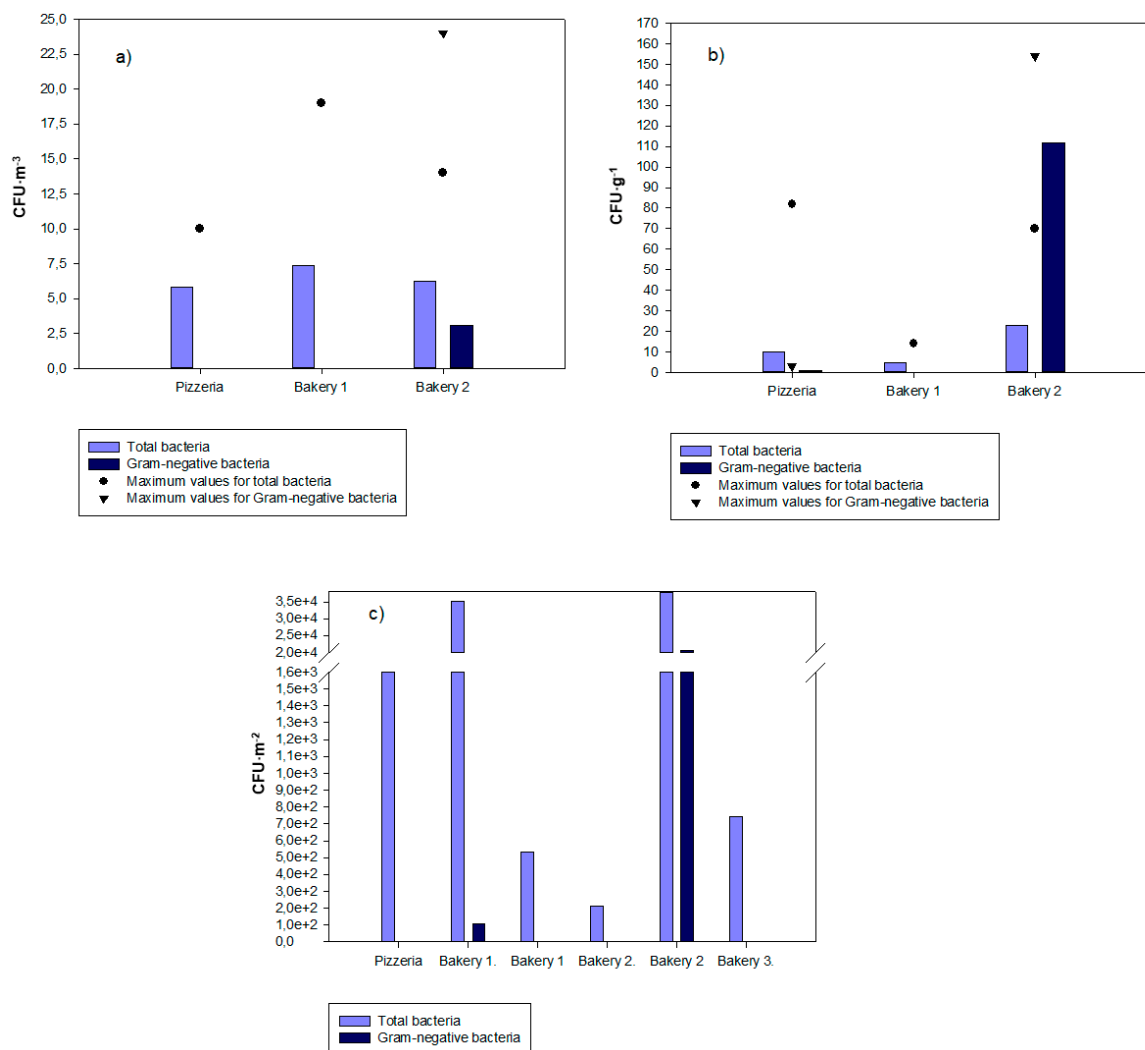 a)
25,0
22,5
20,0
17,5
15,0
12,5
10,0
7,5
5,0
2,5
0,0
CFU·m-3
Pizzeria Bakery 1 Bakery 2
Total bacteria
Gram-negative bacteria
Maximum values for total bacteria
Maximum values for Gram-negative bacteria
b)
170
160
150
140
130
120
110
100
90
80
70
60
50
40
30
20
10
0
CFU·g-1
Pizzeria Bakery 1 Bakery 2
Total bacteria
Gram-negative bacteria
Maximum values for total bacteria
Maximum values for Gram-negative bacteria
c)
3,5e+4
3,0e+4
2,5e+4
2,0e+4
1,6e+3
1,5e+3
1,4e+3
1,3e+3
1,2e+3
1,1e+3
1,0e+3
9,0e+2
8,0e+2
7,0e+2
6,0e+2
5,0e+2
4,0e+2
3,0e+2
2,0e+2
1,0e+2
0,0
CFU·m-2
Pizzeria Bakery 1. Bakery 1 Bakery 2. Bakery 2 Bakery 3.
Total bacteria
Gram-negative bacteria